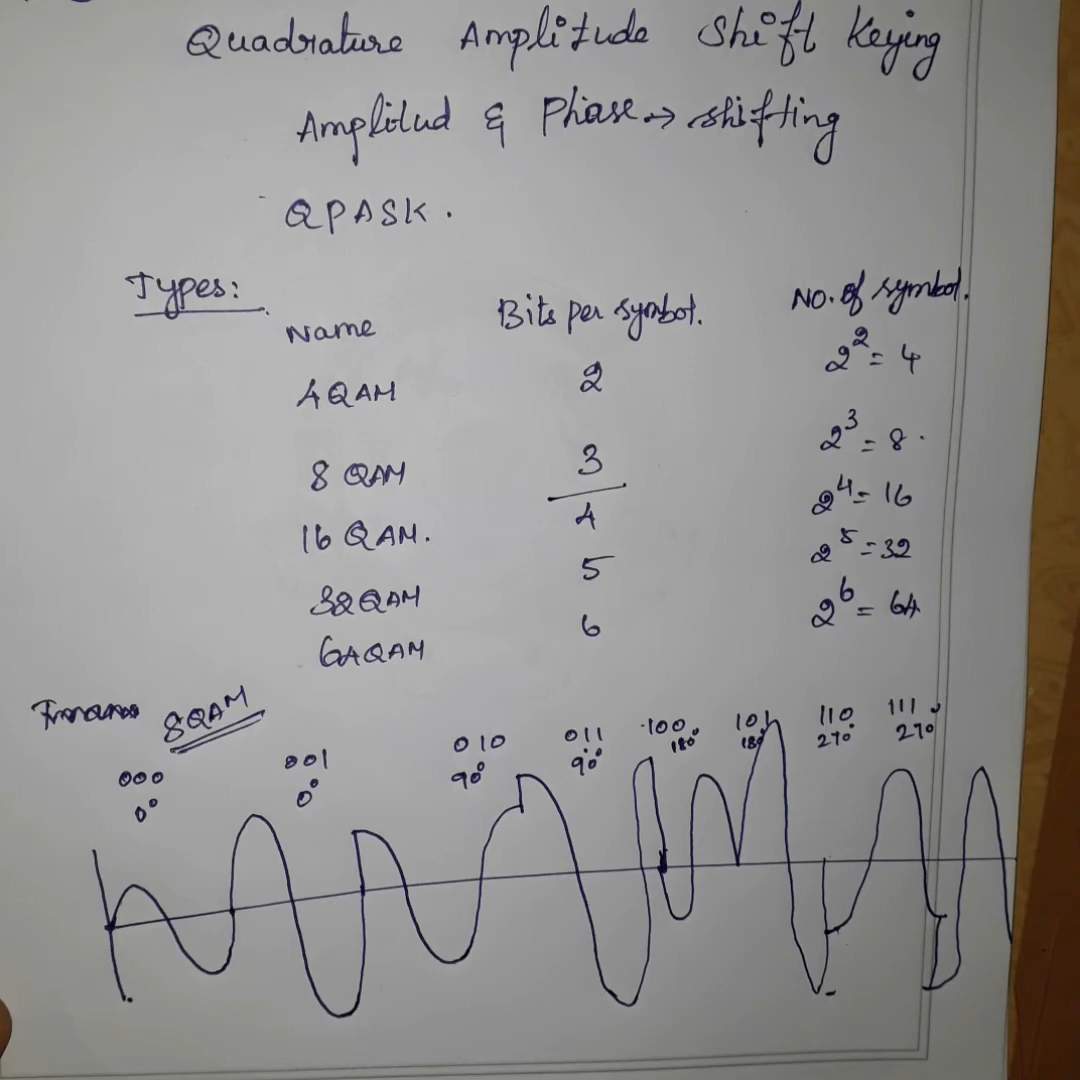 Quadrature Amplitude Shift Keying
Amplitud & Phase → shifting
QPASK.
Types:
Name Bits per symbol. No. of symbol.
4QAM 2 2² = 4
8 QAM 3 2³ = 8
16 QAM. 4 2⁴ = 16
32QAM 5 2⁵ = 32
64QAM 6 2⁶ = 64
8QAM
000 001 010 011 100 101 110 111
0° 0° 90° 90° 180° 180° 270° 270°